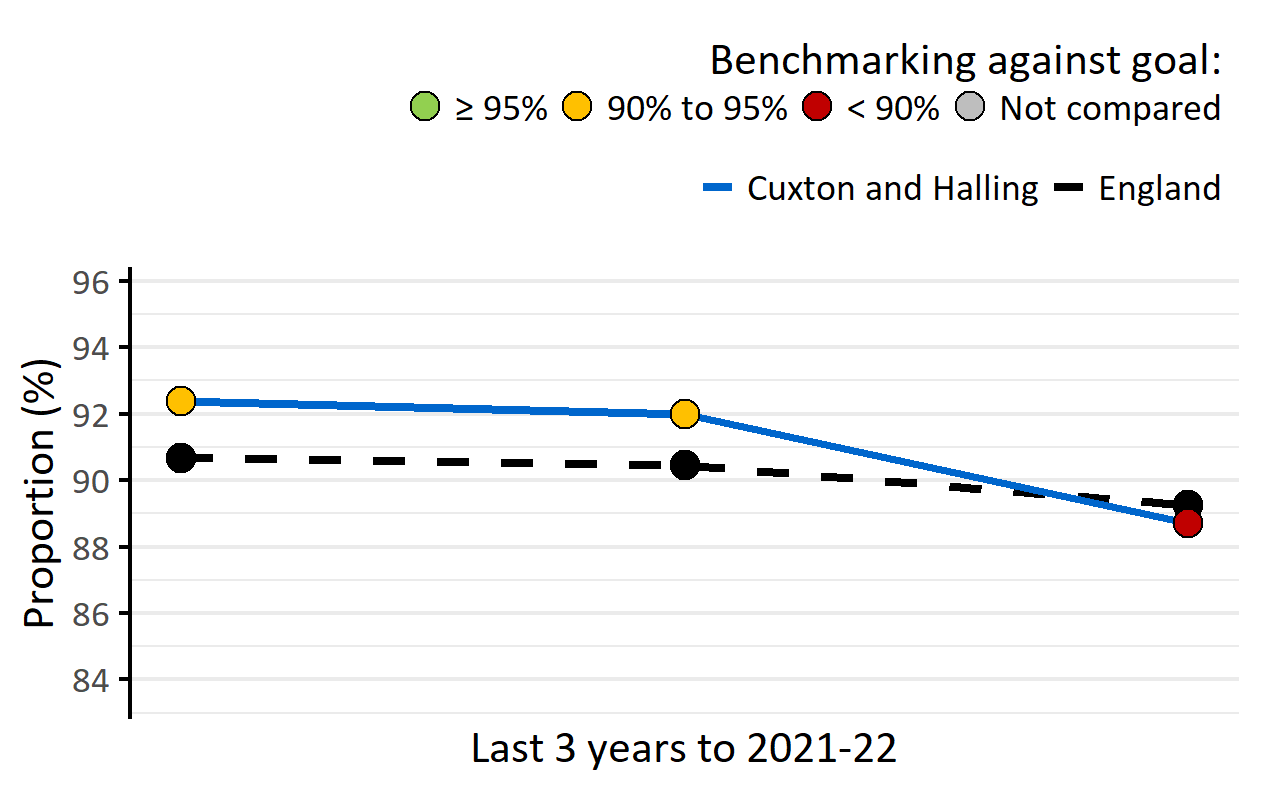 Benchmarking against goal:
≥ 95% 90% to 95% < 90% Not compared
Cuxton and Halling England
96
94
92
90
88
86
84
Proportion (%)
Last 3 years to 2021-22